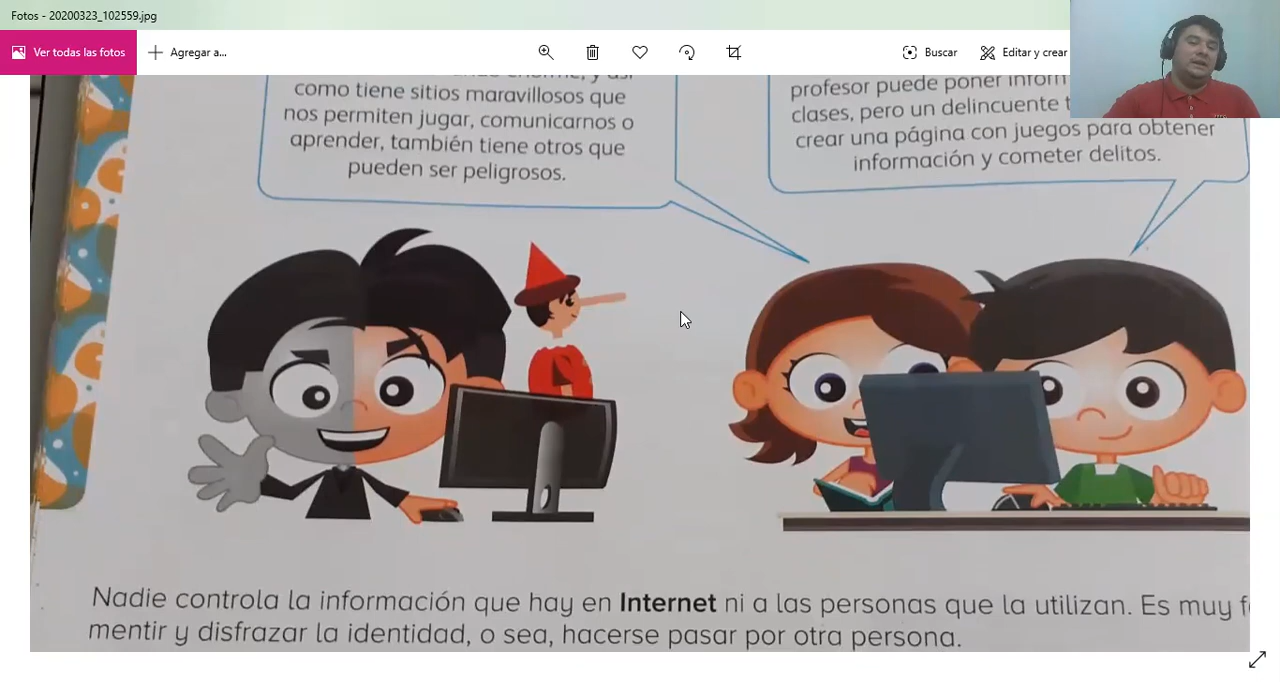 Fotos - 20200323_102559.jpg
Ver todas las fotos
Agregar a...
Buscar
Editar y crear
como tiene sitios maravillosos que
nos permiten jugar, comunicarnos o
aprender, también tiene otros que
pueden ser peligrosos.
profesor puede poner
clases, pero un delincuente
crear una página con juegos para obtener
información y cometer delitos.
Nadie controla la información que hay en Internet ni a las personas que la utilizan. Es muy
mentir y disfrazar la identidad, o sea, hacerse pasar por otra persona.